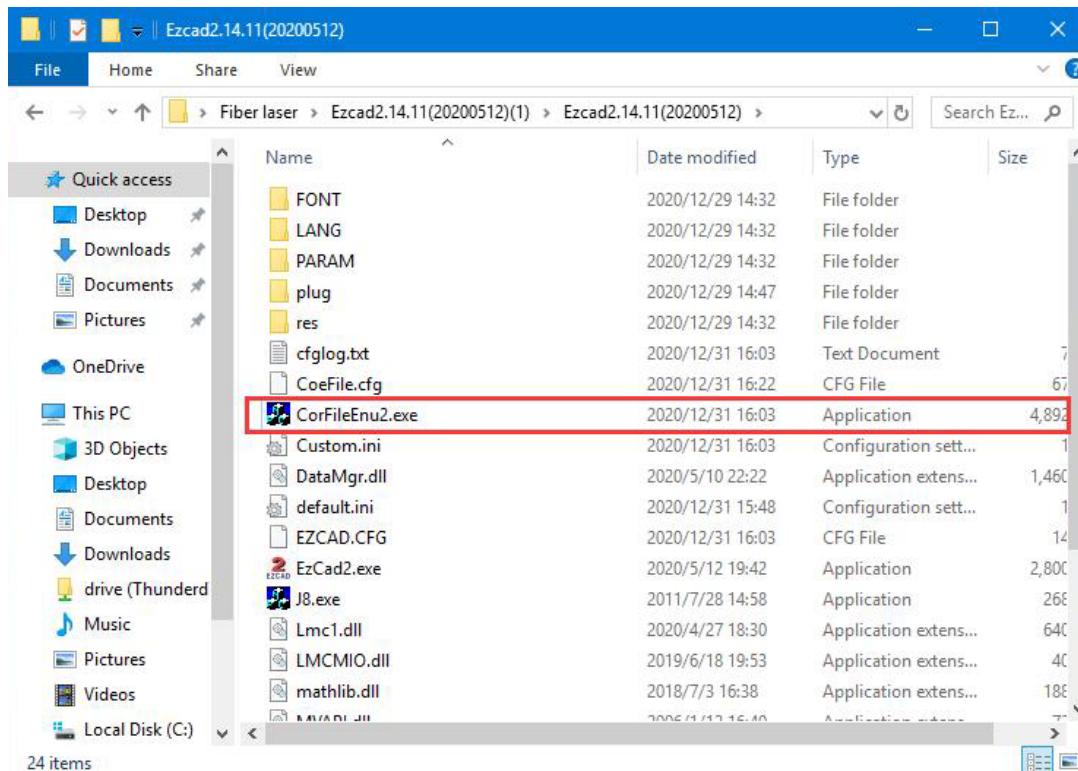 Ezcad2.14.11(20200512)
File Home Share View
Fiber laser > Ezcad2.14.11(20200512)(1) > Ezcad2.14.11(20200512) > Search Ez...
Name Date modified Type Size
Quick access
Desktop
Downloads
Documents
Pictures
OneDrive
This PC
3D Objects
Desktop
Documents
Downloads
drive (Thunderd
Music
Pictures
Videos
Local Disk (C:)
FONT 2020/12/29 14:32 File folder
LANG 2020/12/29 14:32 File folder
PARAM 2020/12/29 14:32 File folder
plug 2020/12/29 14:47 File folder
res 2020/12/29 14:32 File folder
cfglog.txt 2020/12/31 16:03 Text Document
CoeFile.cfg 2020/12/31 16:22 CFG File 67
CorFileEnu2.exe 2020/12/31 16:03 Application 4,892
Custom.ini 2020/12/31 16:03 Configuration sett... 1
DataMgr.dll 2020/5/10 22:22 Application extens... 1,460
default.ini 2020/12/31 15:48 Configuration sett... 1
EZCAD.CFG 2020/12/31 16:03 CFG File 14
EzCad2.exe 2020/5/12 19:42 Application 2,800
J8.exe 2011/7/28 14:58 Application 268
Lmc1.dll 2020/4/27 18:30 Application extens... 640
LMCMIO.dll 2019/6/18 19:53 Application extens... 40
mathlib.dll 2018/7/3 16:38 Application extens... 188
24 items